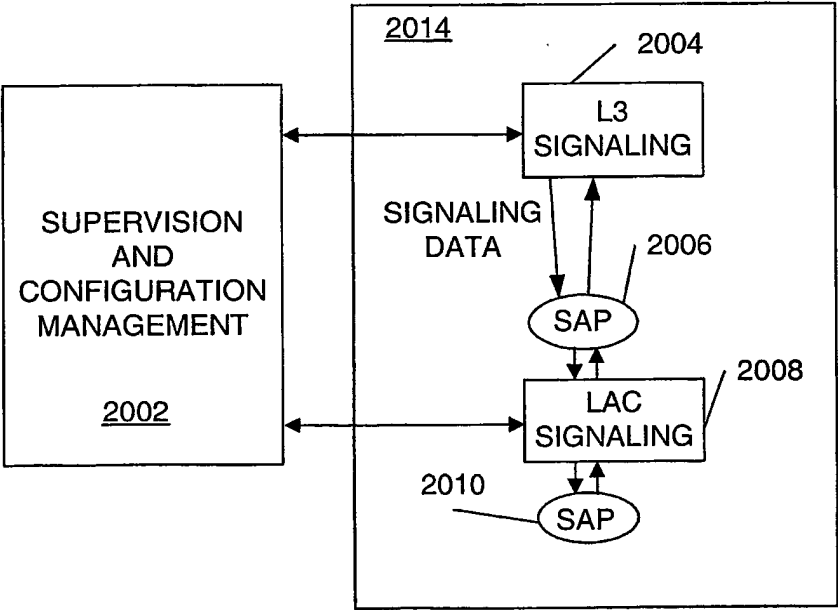 2014
2004
L3
SIGNALING
SIGNALING
DATA
2006
SAP
SUPERVISION
AND
CONFIGURATION
MANAGEMENT
2002
2008
LAC
SIGNALING
2010
SAP